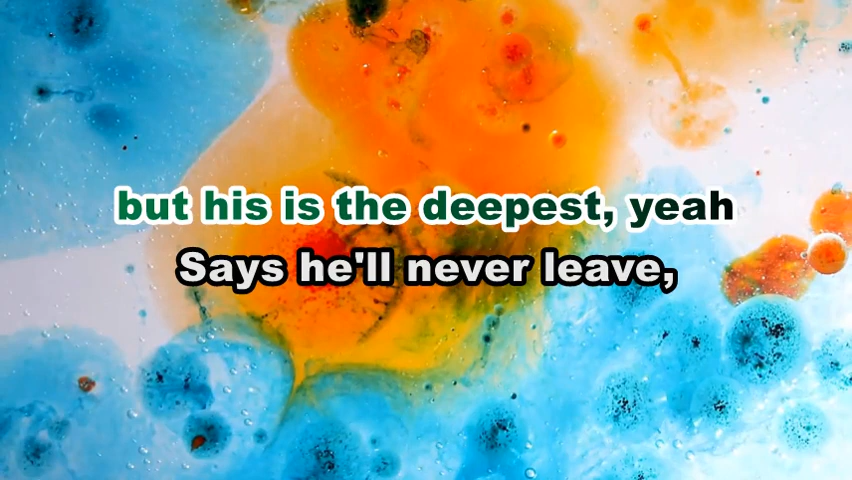 but his is the deepest, yeah
Says he'll never leave,